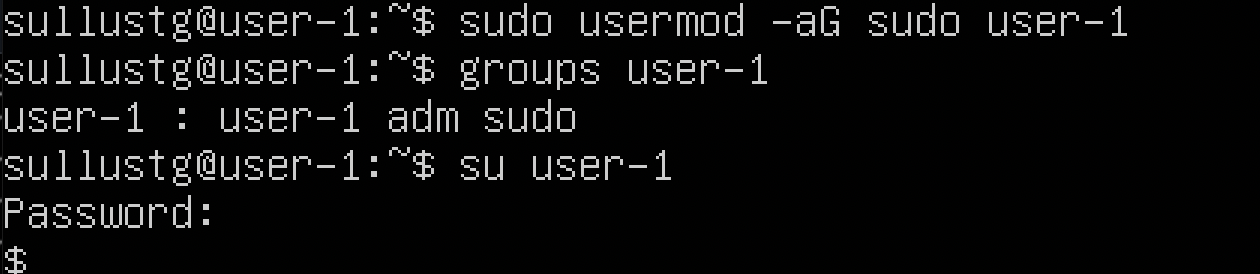 sullustg@user-1:~$ sudo usermod -aG sudo user-1
sullustg@user-1:~$ groups user-1
user-1 : user-1 adm sudo
sullustg@user-1:~$ su user-1
Password:
$